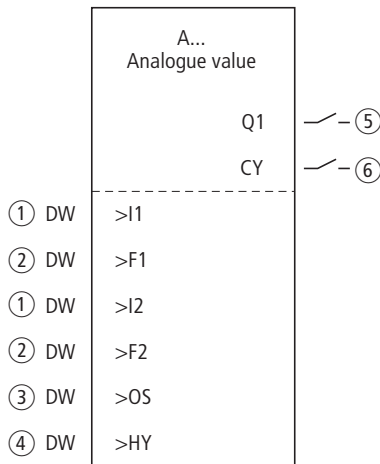 A...
Analogue value
Q1 ⑤
CY ⑥
① DW >I1
② DW >F1
① DW >I2
② DW >F2
③ DW >OS
④ DW >HY